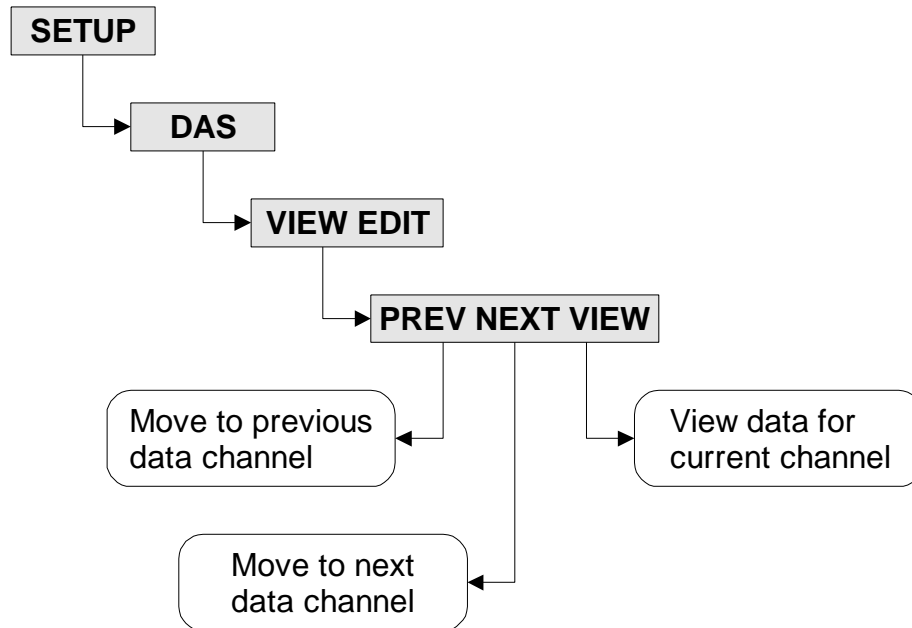 SETUP
DAS
VIEW EDIT
PREV NEXT VIEW
Move to previous
data channel
View data for
current channel
Move to next
data channel